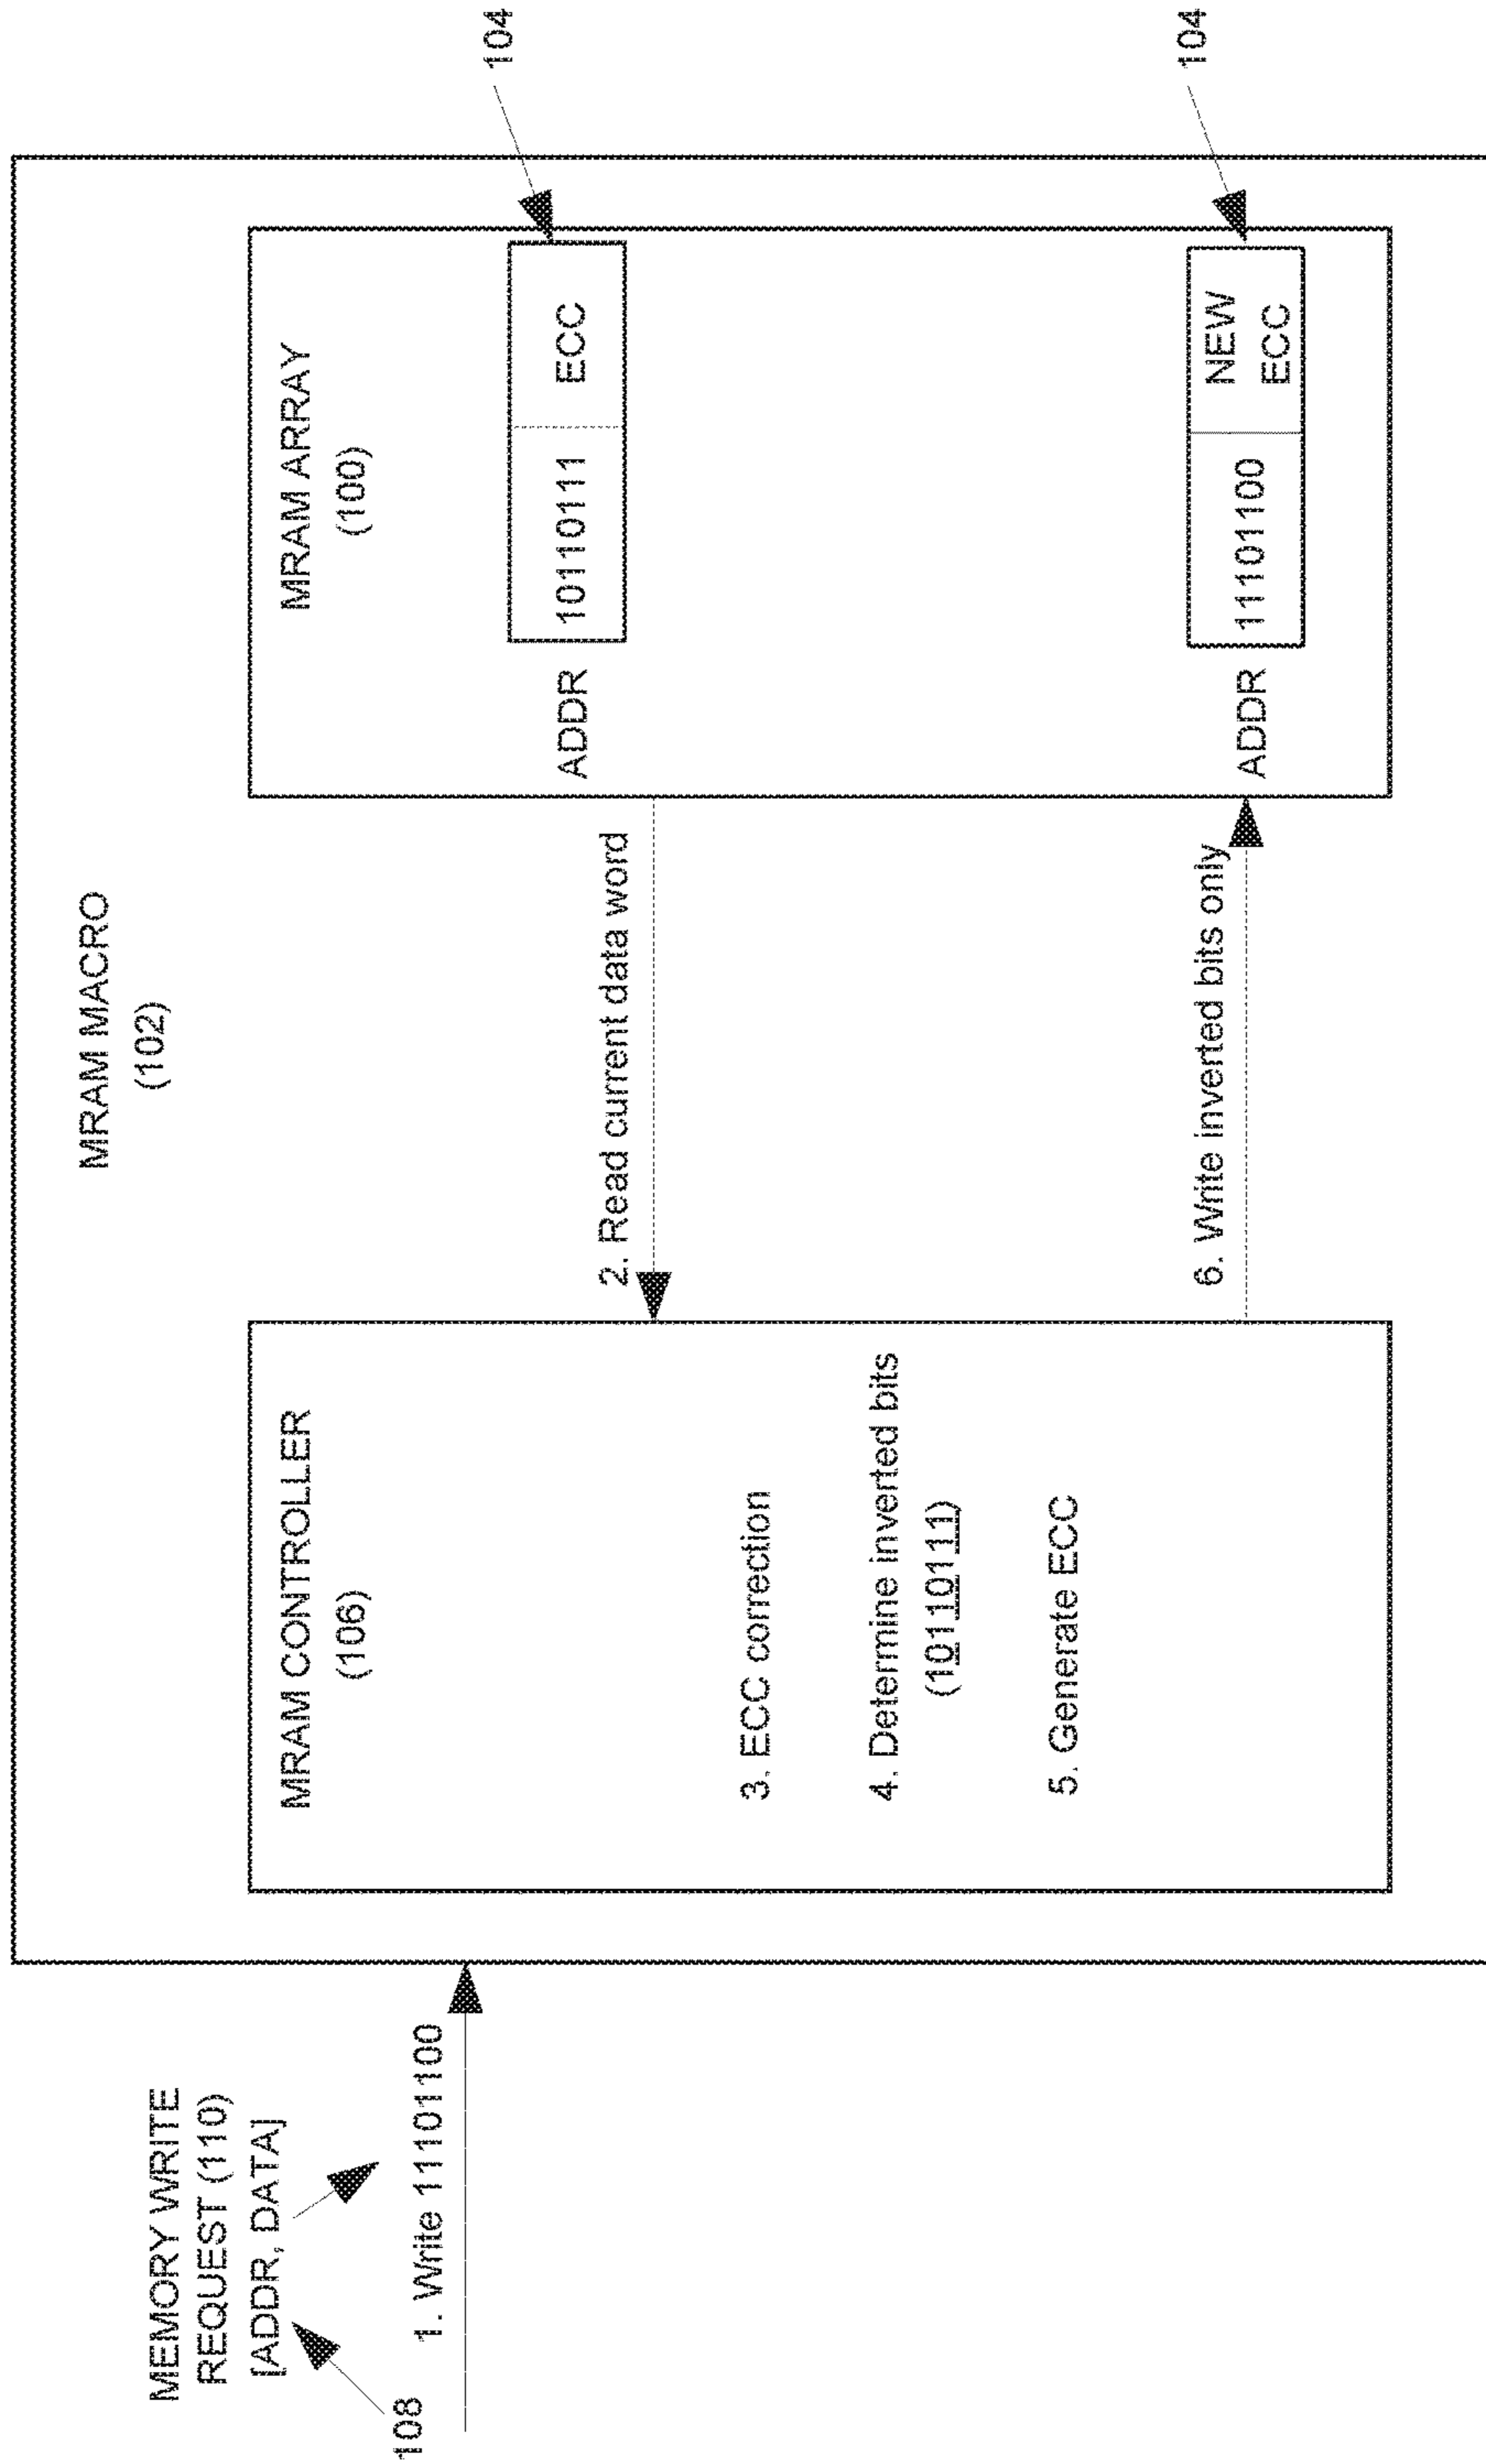 MRAM MACRO
(102)
MEMORY WRITE
REQUEST (110)
[ADDR, DATA]
108
1. Write 11101100
MRAM CONTROLLER
(106)
3. ECC correction
4. Determine inverted bits
(10110111)
5. Generate ECC
2. Read current data word
6. Write inverted bits only
MRAM ARRAY
(100)
ADDR 10110111 ECC
104
ADDR 11101100 NEW
ECC
104